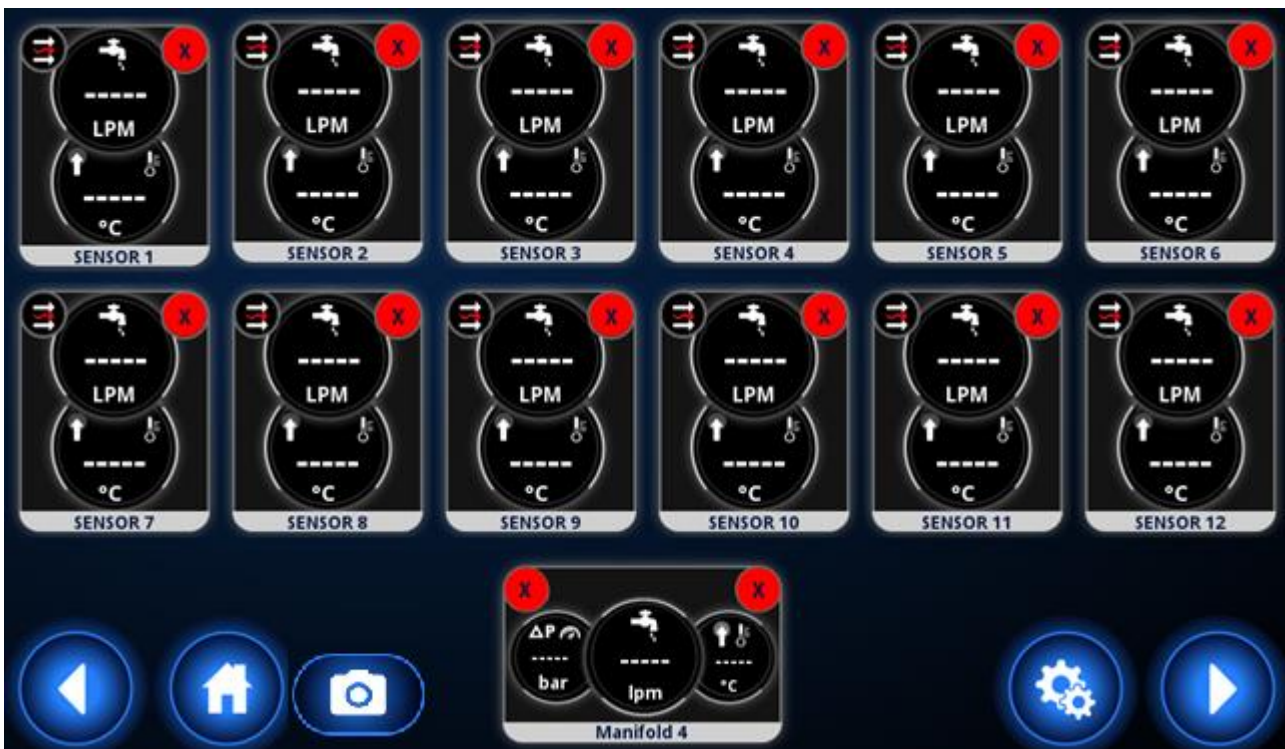 X X X X X X
----- ----- ----- ----- ----- -----
LPM LPM LPM LPM LPM LPM
----- ----- ----- ----- ----- -----
°C °C °C °C °C °C
SENSOR 1 SENSOR 2 SENSOR 3 SENSOR 4 SENSOR 5 SENSOR 6
X X X X X X
----- ----- ----- ----- ----- -----
LPM LPM LPM LPM LPM LPM
----- ----- ----- ----- ----- -----
°C °C °C °C °C °C
SENSOR 7 SENSOR 8 SENSOR 9 SENSOR 10 SENSOR 11 SENSOR 12
X X
ΔP
----- ----- -----
bar lpm °C
Manifold 4